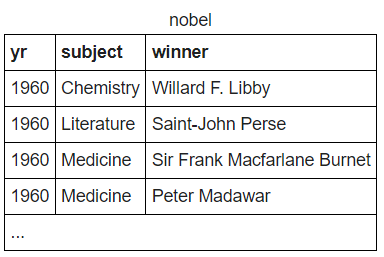 nobel
yr subject winner
1960 Chemistry Willard F. Libby
1960 Literature Saint-John Perse
1960 Medicine Sir Frank Macfarlane Burnet
1960 Medicine Peter Madawar
...